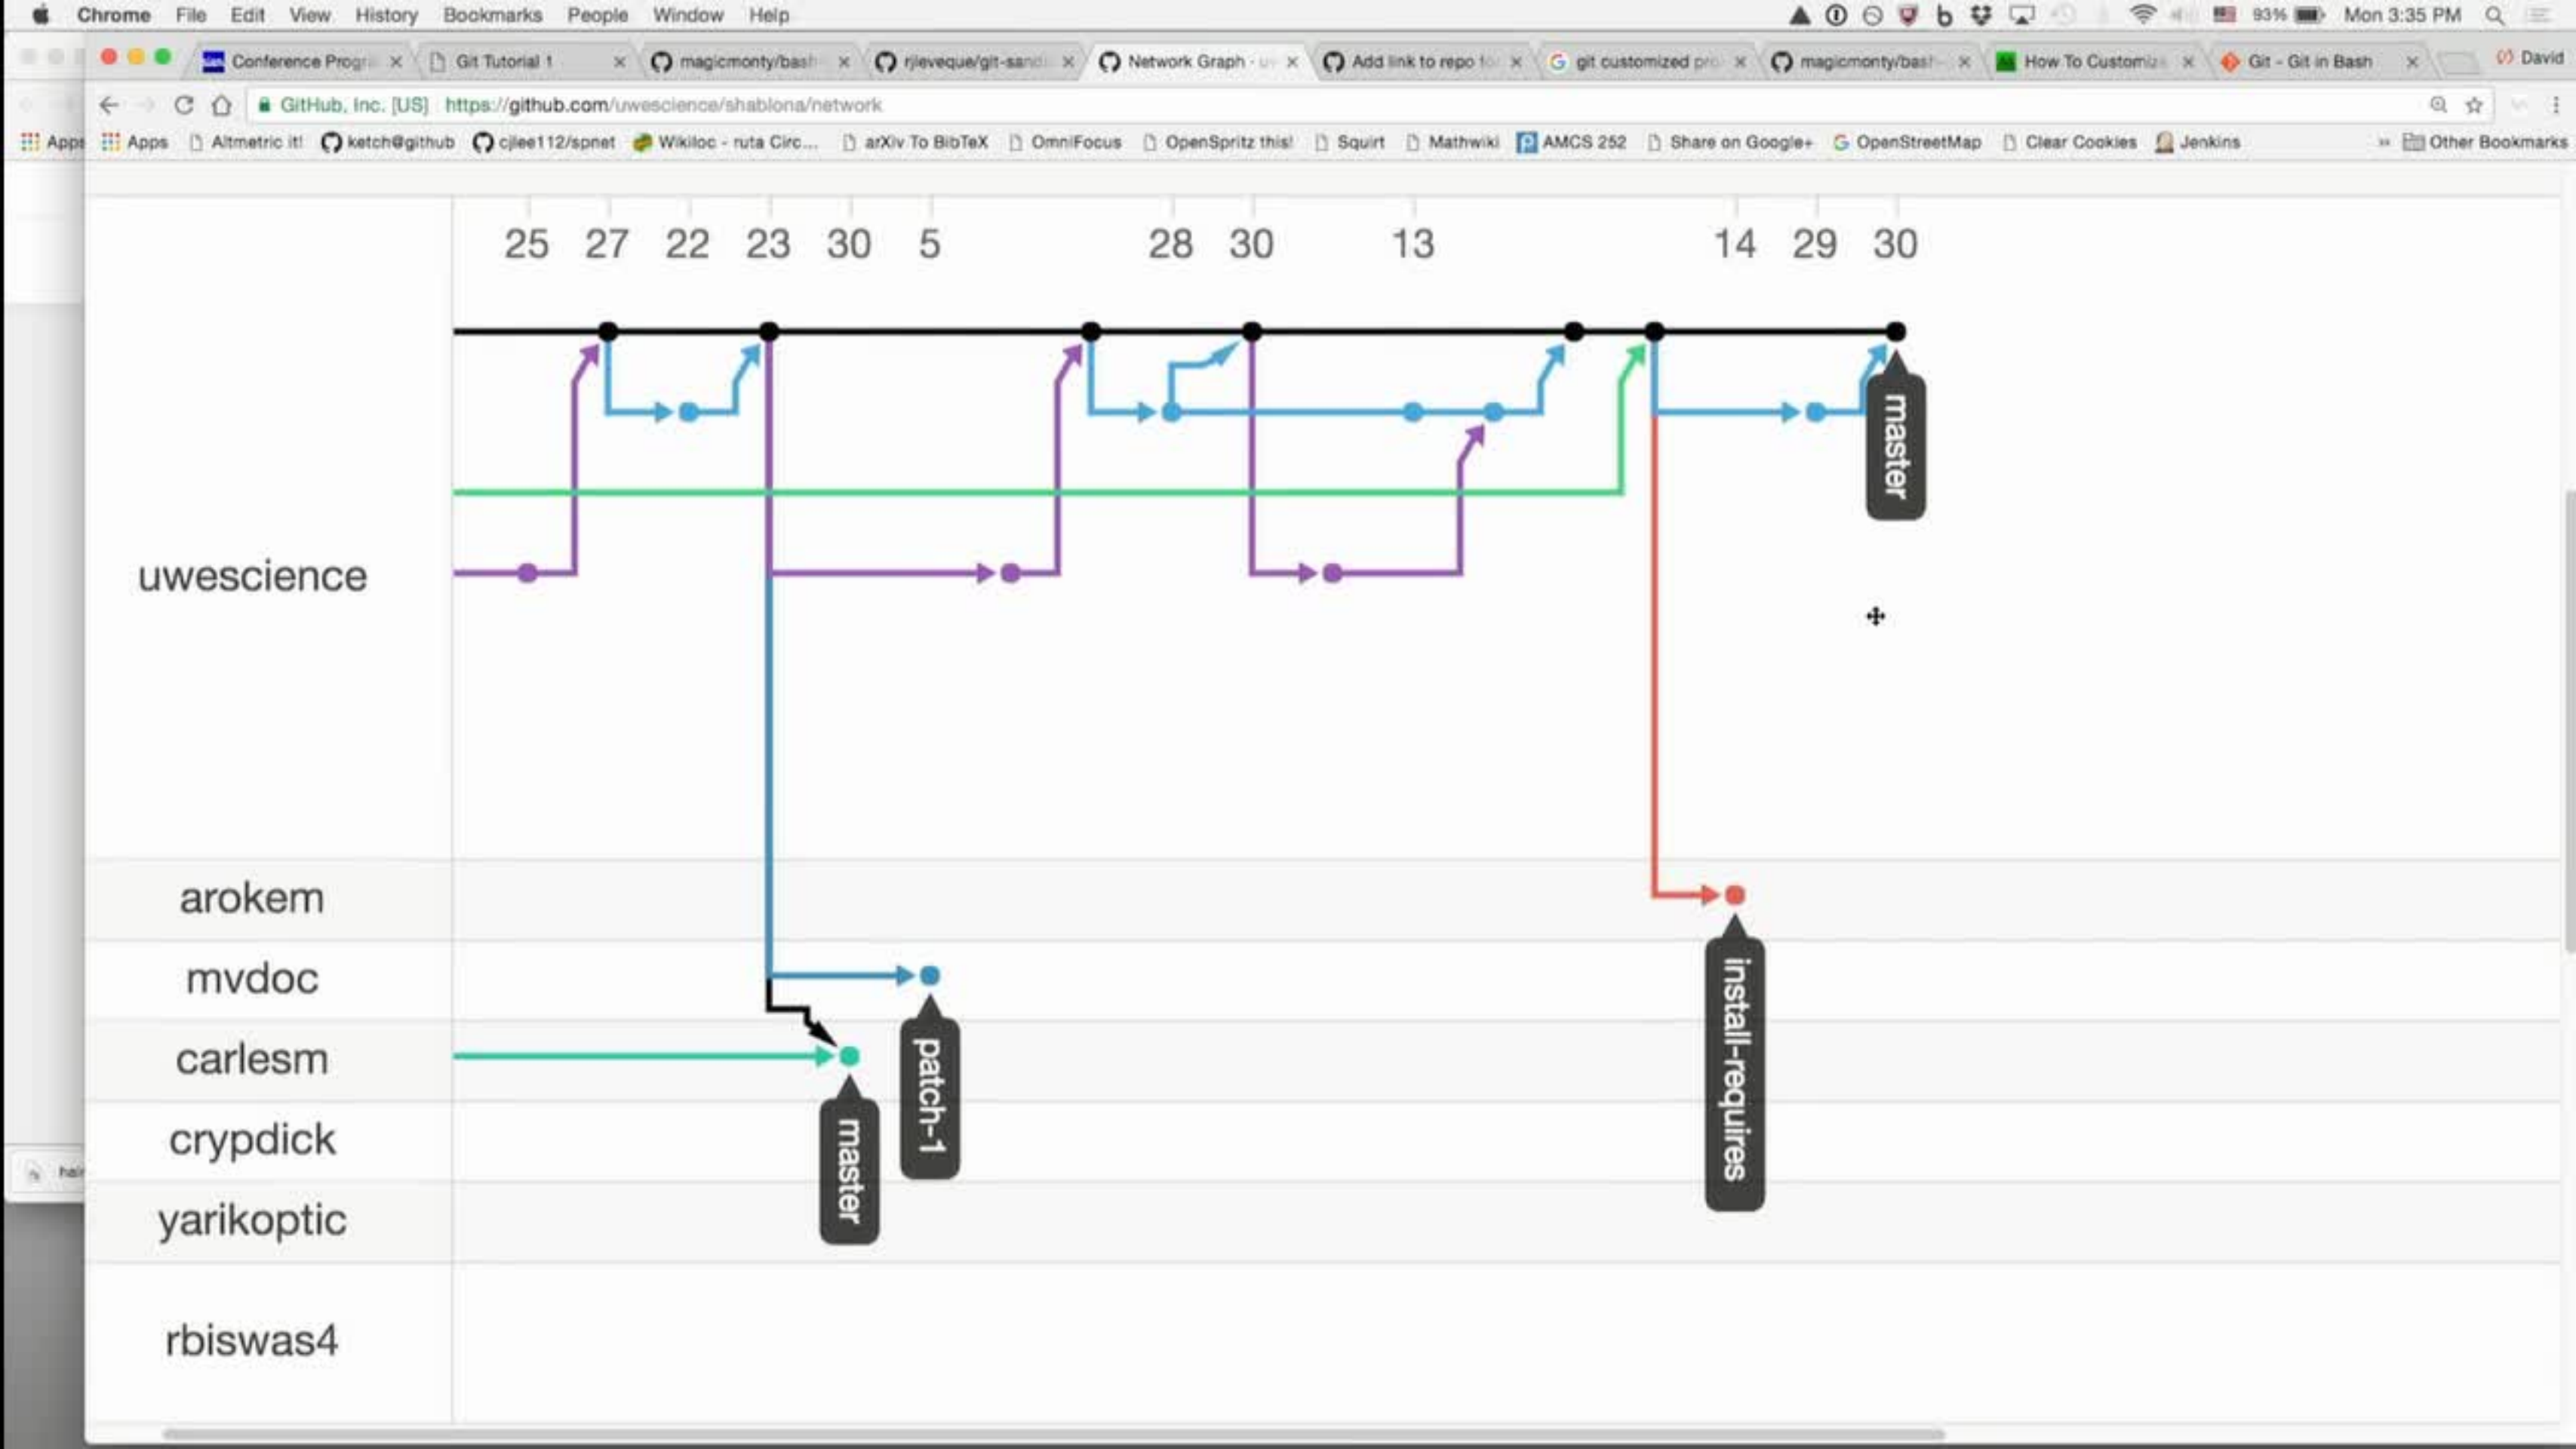 Chrome File Edit View History Bookmarks People Window Help 93% Mon 3:35 PM
Conference Progr Git Tutorial 1 magicmonty/bash rjleveque/git-sand Network Graph - Add link to repo for git customized pro magicmonty/bash- How To Customiz Git - Git in Bash David
GitHub, Inc. [US] https://github.com/uwescience/shablona/network
Apps Apps Altmetric it! ketch@github cjlee112/spnet Wikiloc - ruta Circ... arXiv To BibTeX OmniFocus OpenSpritz this! Squirt Mathwiki AMCS 252 Share on Google+ OpenStreetMap Clear Cookies Jenkins » Other Bookmarks
25 27 22 23 30 5 28 30 13 14 29 30
master
uwescience
arokem
mvdoc
carlesm
crypdick
yarikoptic
rbiswas4
patch-1
master
install-requires